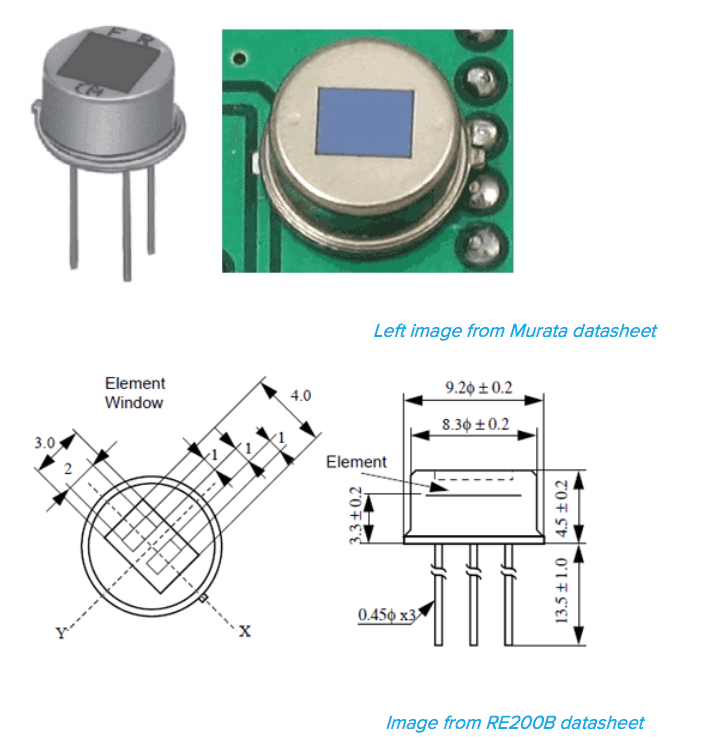 F R
CM
Left image from Murata datasheet
Element
Window
4.0
3.0
2
1
1
1
Y
X
9.2ϕ ± 0.2
8.3ϕ ± 0.2
Element
3.3 ± 0.2
4.5 ± 0.2
0.45ϕ x3
13.5 ± 1.0
Image from RE200B datasheet